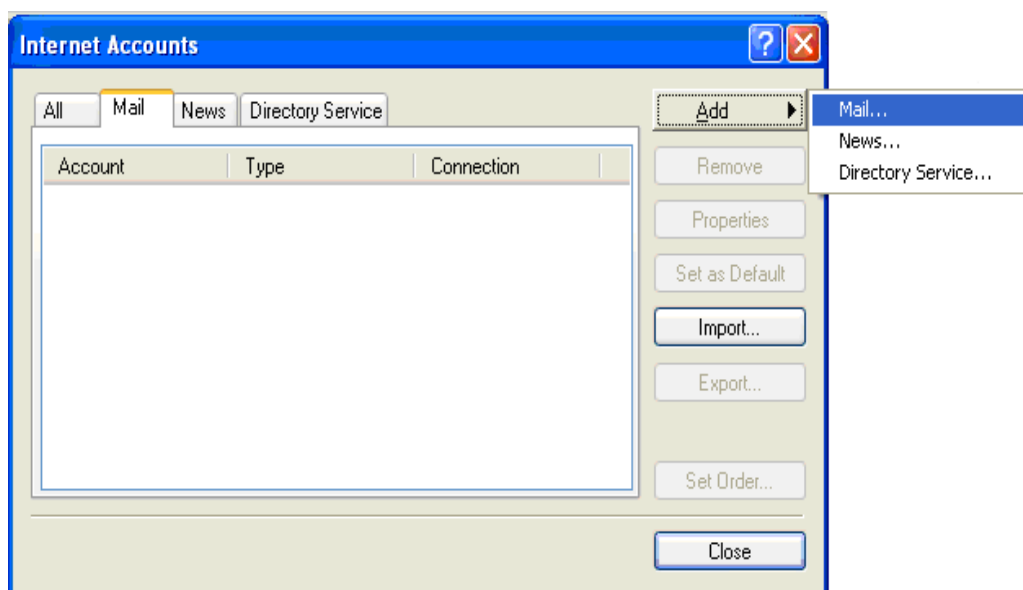 Internet Accounts
All Mail News Directory Service
Add
Mail...
News...
Directory Service...
Account Type Connection
Remove
Properties
Set as Default
Import...
Export...
Set Order...
Close